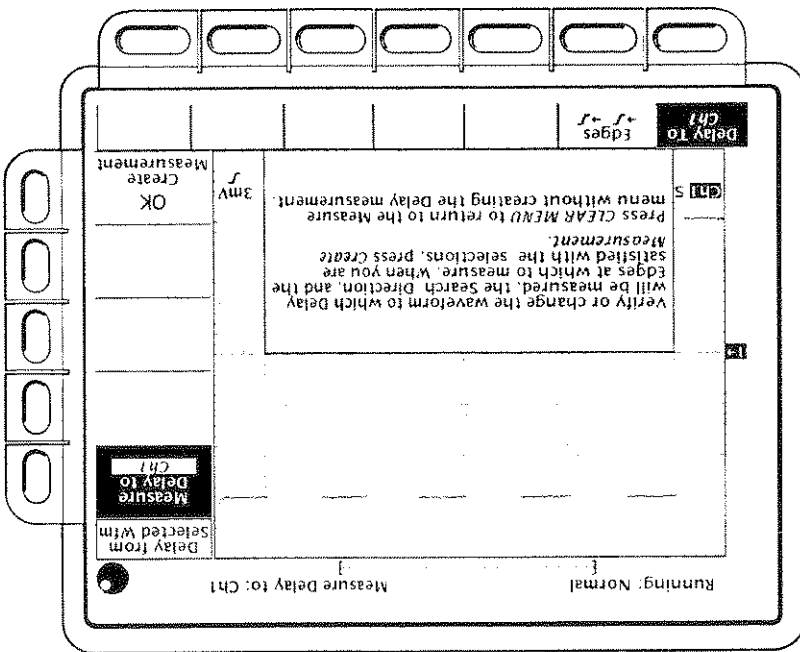 Running: Normal
Measure Delay to: Ch1
Delay from
Selected Wfm
Measure
Delay to
Ch1
1→
Verify or change the waveform to which Delay
will be measured, the Search Direction, and the
Edges at which to measure. When you are
satisfied with the selections, press Create
Measurement.
Press CLEAR MENU to return to the Measure
menu without creating the Delay measurement.
Ch1 5
3mV
OK
Create
Measurement
Delay To
Ch1
Edges